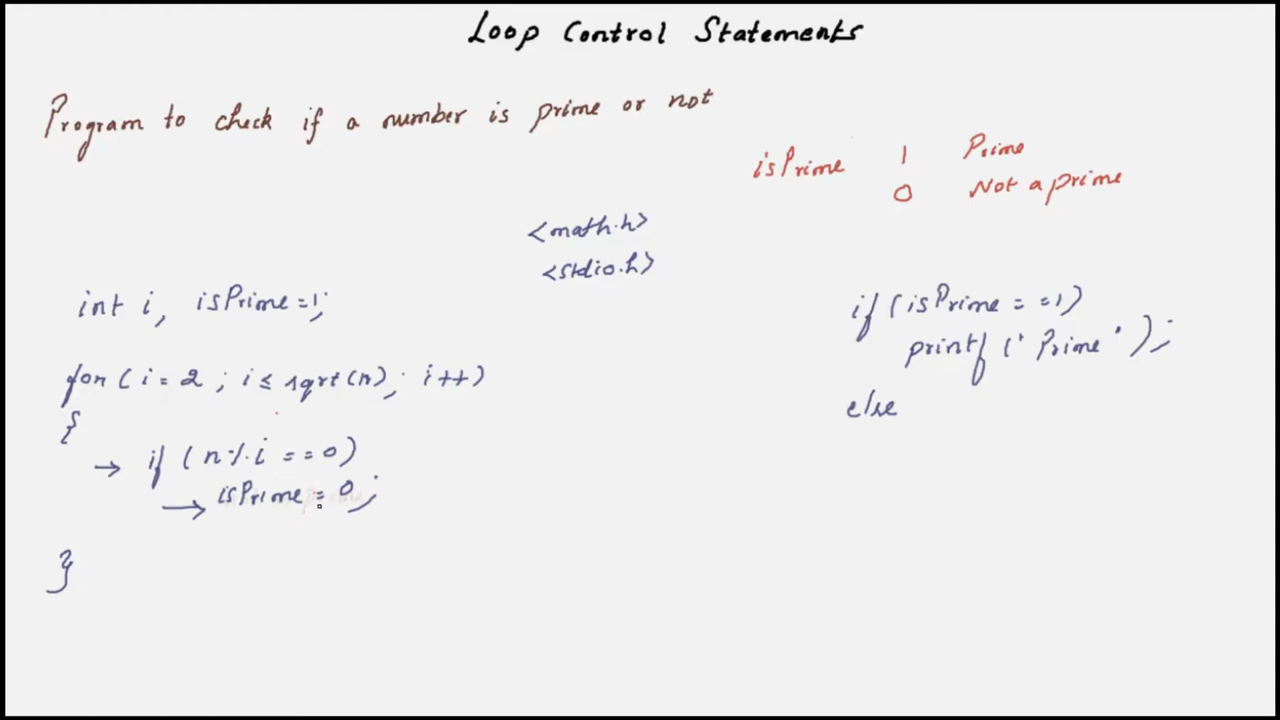 Loop Control Statements
Program to check if a number is prime or not
isPrime 1 Prime
0 Not a prime
<math.h>
<stdio.h>
int i, isPrime=1;
for (i=2; i≤sqrt(n); i++)
{
→ if (n%i==0)
→ isPrime=0;
}
if (isPrime==1)
printf ("Prime");
else